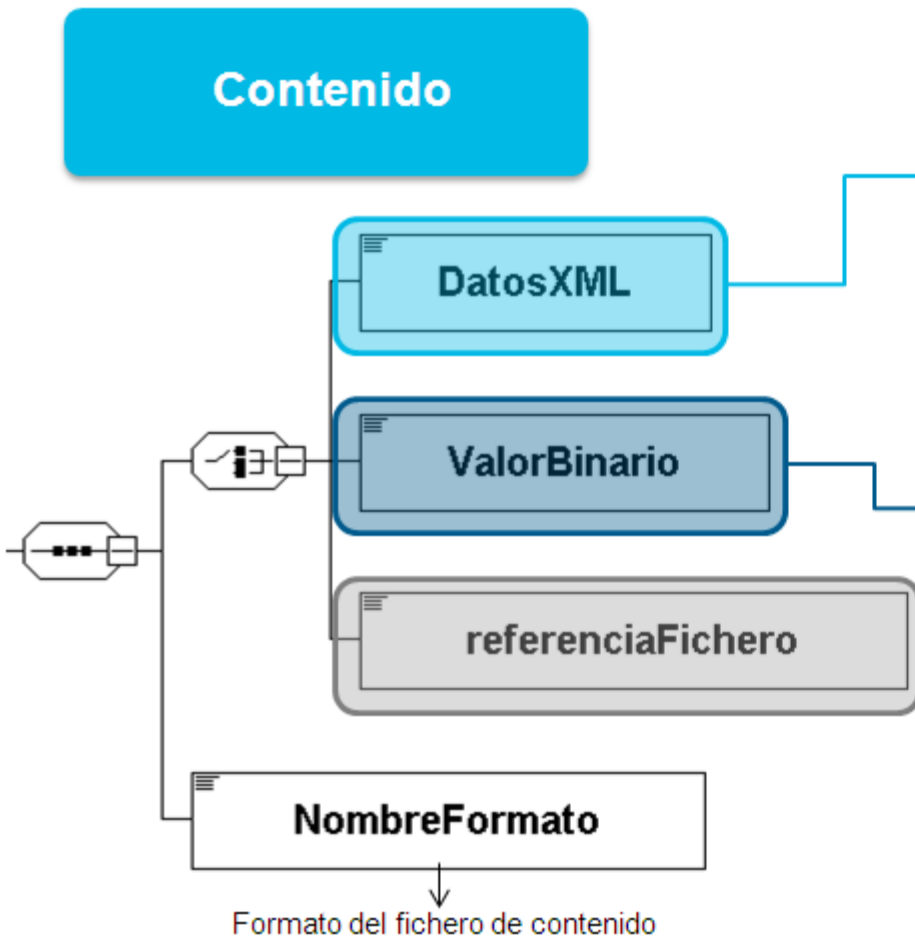 Contenido
DatosXML
ValorBinario
referenciaFichero
NombreFormato
Formato del fichero de contenido